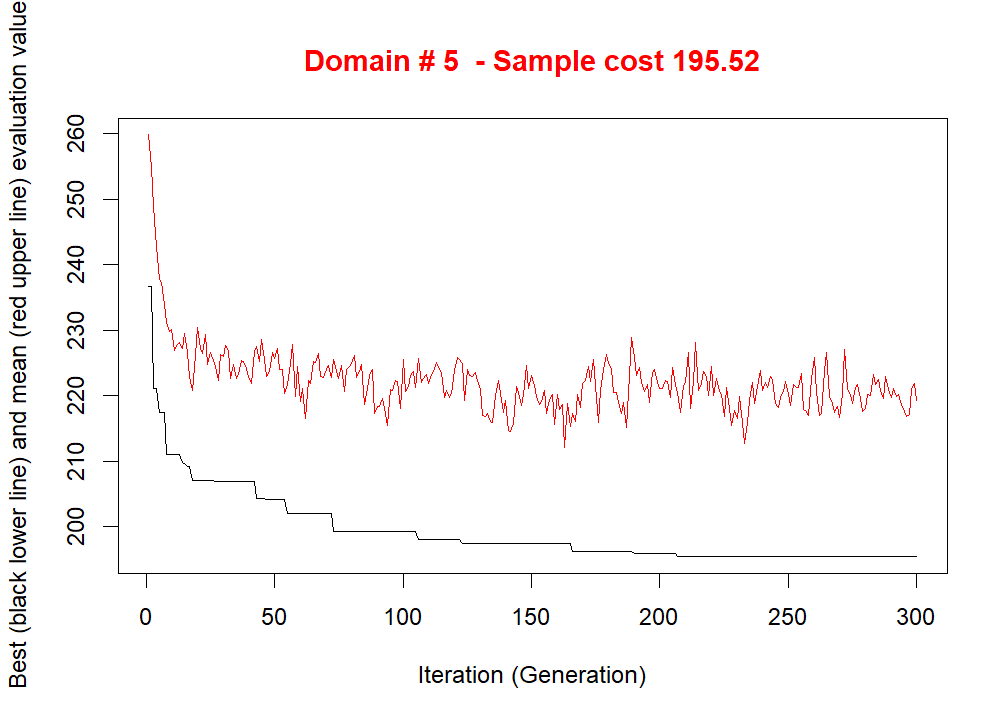 Domain # 5  - Sample cost 195.52
Best (black lower line) and mean (red upper line) evaluation value
260
250
240
230
220
210
200
0 50 100 150 200 250 300
Iteration (Generation)